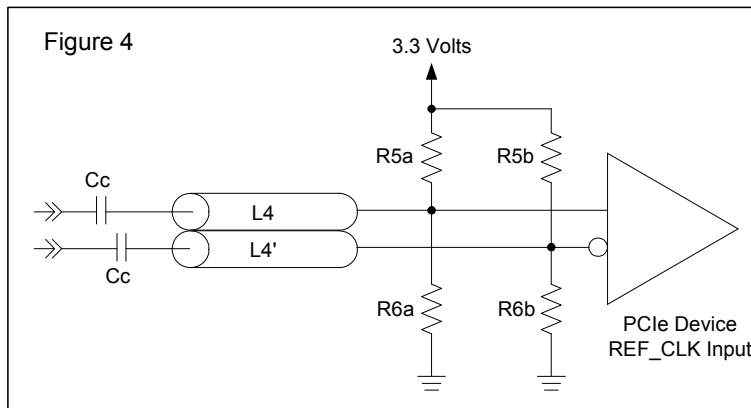 Figure 4
3.3 Volts
R5a
R5b
Cc
L4
L4'
Cc
R6a
R6b
PCIe Device
REF_CLK Input